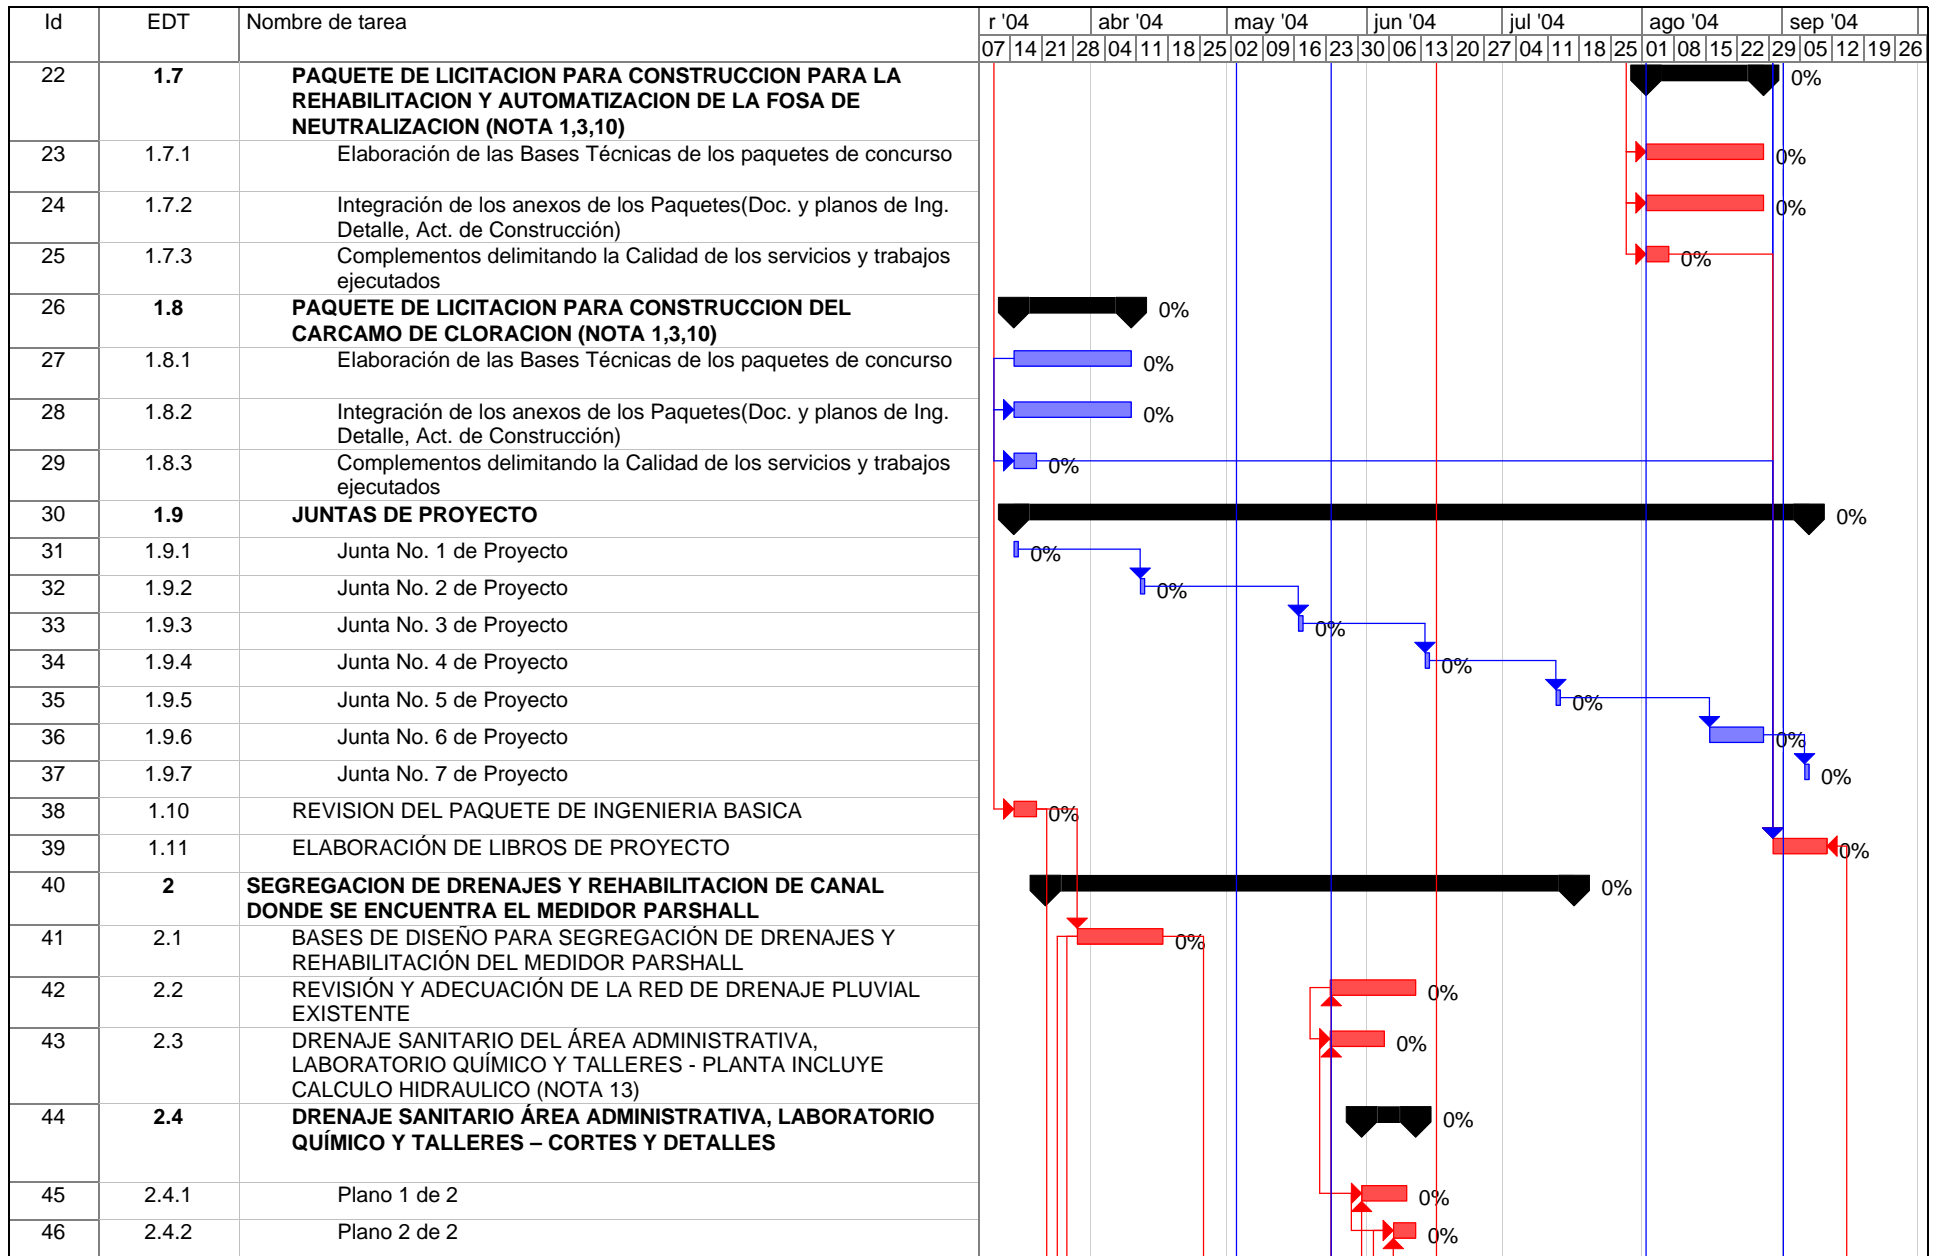 Id EDT Nombre de tarea r '04 abr '04 may '04 jun '04 jul '04 ago '04 sep '04
07 14 21 28 04 11 18 25 02 09 16 23 30 06 13 20 27 04 11 18 25 01 08 15 22 29 05 12 19 26
22 1.7 PAQUETE DE LICITACION PARA CONSTRUCCION PARA LA 0%
REHABILITACION Y AUTOMATIZACION DE LA FOSA DE
NEUTRALIZACION (NOTA 1,3,10)
23 1.7.1 Elaboración de las Bases Técnicas de los paquetes de concurso 0%
24 1.7.2 Integración de los anexos de los Paquetes(Doc. y planos de Ing. 0%
Detalle, Act. de Construcción)
25 1.7.3 Complementos delimitando la Calidad de los servicios y trabajos 0%
ejecutados
26 1.8 PAQUETE DE LICITACION PARA CONSTRUCCION DEL 0%
CARCAMO DE CLORACION (NOTA 1,3,10)
27 1.8.1 Elaboración de las Bases Técnicas de los paquetes de concurso 0%
28 1.8.2 Integración de los anexos de los Paquetes(Doc. y planos de Ing. 0%
Detalle, Act. de Construcción)
29 1.8.3 Complementos delimitando la Calidad de los servicios y trabajos 0%
ejecutados
30 1.9 JUNTAS DE PROYECTO 0%
31 1.9.1 Junta No. 1 de Proyecto 0%
32 1.9.2 Junta No. 2 de Proyecto 0%
33 1.9.3 Junta No. 3 de Proyecto 0%
34 1.9.4 Junta No. 4 de Proyecto 0%
35 1.9.5 Junta No. 5 de Proyecto 0%
36 1.9.6 Junta No. 6 de Proyecto 0%
37 1.9.7 Junta No. 7 de Proyecto 0%
38 1.10 REVISION DEL PAQUETE DE INGENIERIA BASICA 0%
39 1.11 ELABORACIÓN DE LIBROS DE PROYECTO 0%
40 2 SEGREGACION DE DRENAJES Y REHABILITACION DE CANAL 0%
DONDE SE ENCUENTRA EL MEDIDOR PARSHALL
41 2.1 BASES DE DISEÑO PARA SEGREGACIÓN DE DRENAJES Y 0%
REHABILITACIÓN DEL MEDIDOR PARSHALL
42 2.2 REVISIÓN Y ADECUACIÓN DE LA RED DE DRENAJE PLUVIAL 0%
EXISTENTE
43 2.3 DRENAJE SANITARIO DEL ÁREA ADMINISTRATIVA, 0%
LABORATORIO QUÍMICO Y TALLERES - PLANTA INCLUYE
CALCULO HIDRAULICO (NOTA 13)
44 2.4 DRENAJE SANITARIO ÁREA ADMINISTRATIVA, LABORATORIO 0%
QUÍMICO Y TALLERES – CORTES Y DETALLES
45 2.4.1 Plano 1 de 2 0%
46 2.4.2 Plano 2 de 2 0%